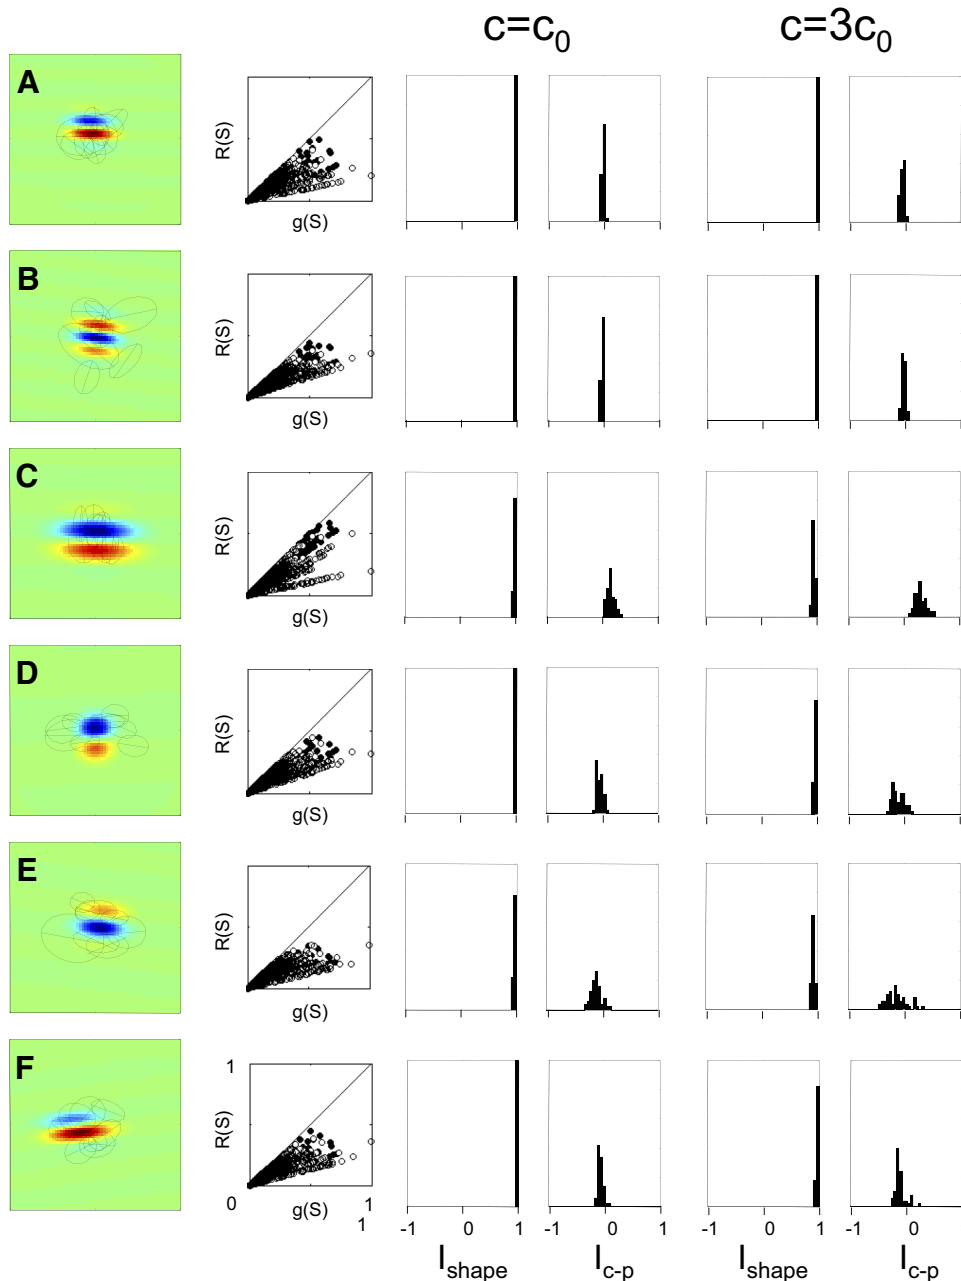 c=c0 c=3c0
A
R(S)
g(S)
B
R(S)
g(S)
C
R(S)
g(S)
D
R(S)
g(S)
E
R(S)
g(S)
F
1
R(S)
0 g(S) 1
1
-1 0 1 -1 0 1 -1 0 1 -1 0 1
Ishape Ic-p Ishape Ic-p